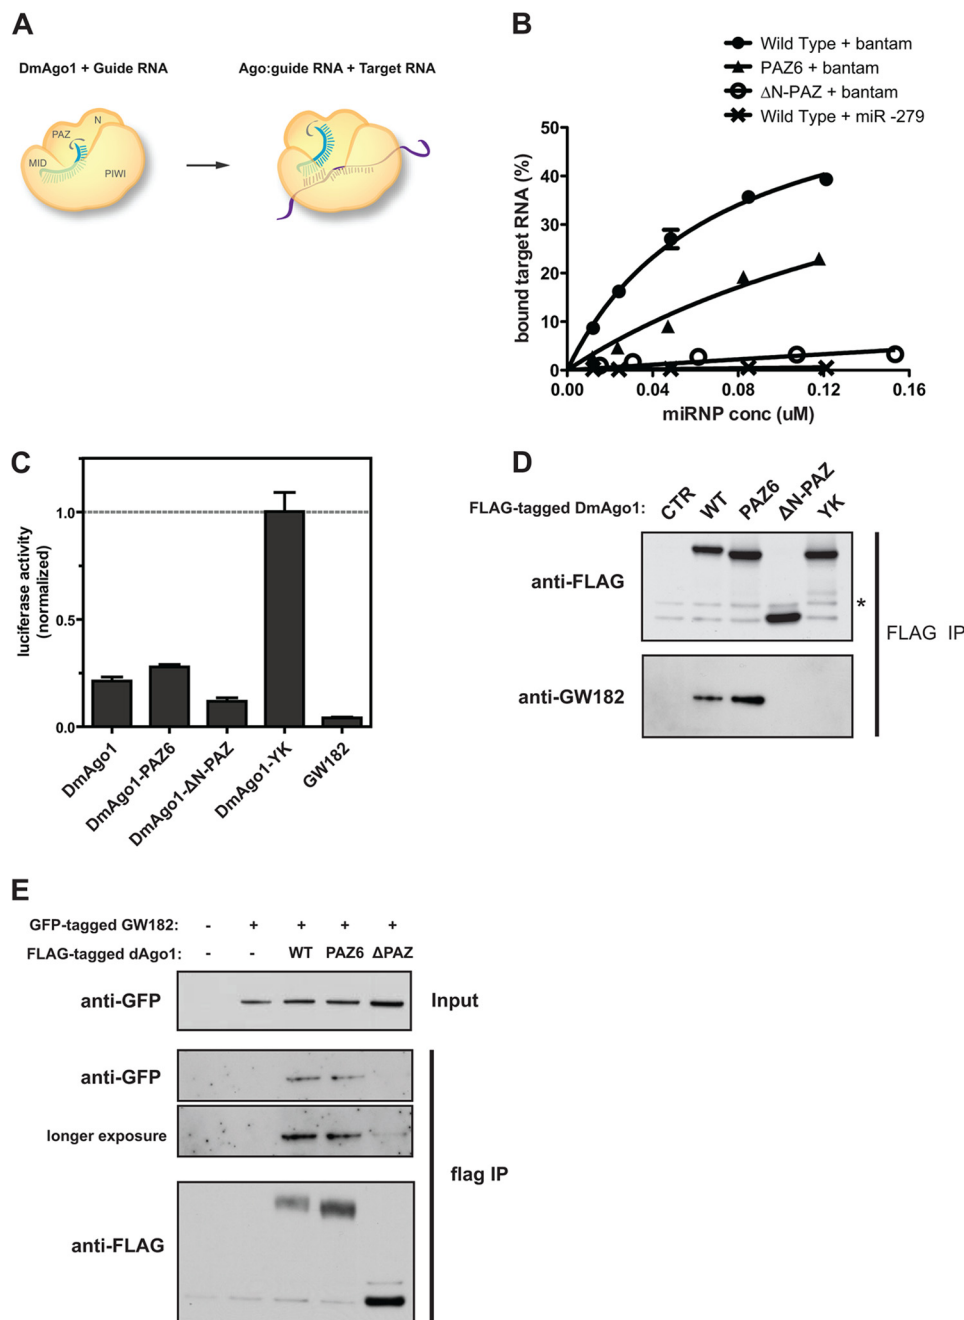 A
DmAgo1 + Guide RNA
Ago:guide RNA + Target RNA
N
PAZ
MID
PIWI
B
Wild Type + bantam
PAZ6 + bantam
ΔN-PAZ + bantam
Wild Type + miR -279
bound target RNA (%)
50
40
30
20
10
0
0.00
0.04
0.08
0.12
0.16
miRNP conc (uM)
C
luciferase activity
(normalized)
1.0
0.5
0.0
DmAgo1
DmAgo1-PAZ6
DmAgo1-ΔN-PAZ
DmAgo1-YK
GW182
D
FLAG-tagged DmAgo1:
CTR
WT
PAZ6
ΔN-PAZ
YK
anti-FLAG
*
anti-GW182
FLAG IP
E
GFP-tagged GW182: - + + + +
FLAG-tagged dAgo1: - - WT PAZ6 ΔPAZ
anti-GFP
Input
anti-GFP
longer exposure
flag IP
anti-FLAG